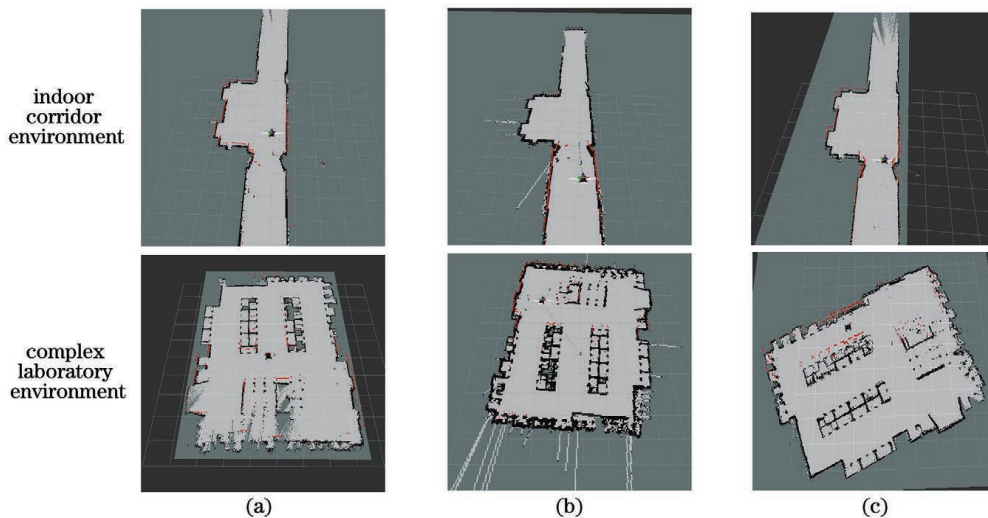 indoor
corridor
environment
complex
laboratory
environment
(a)
(b)
(c)